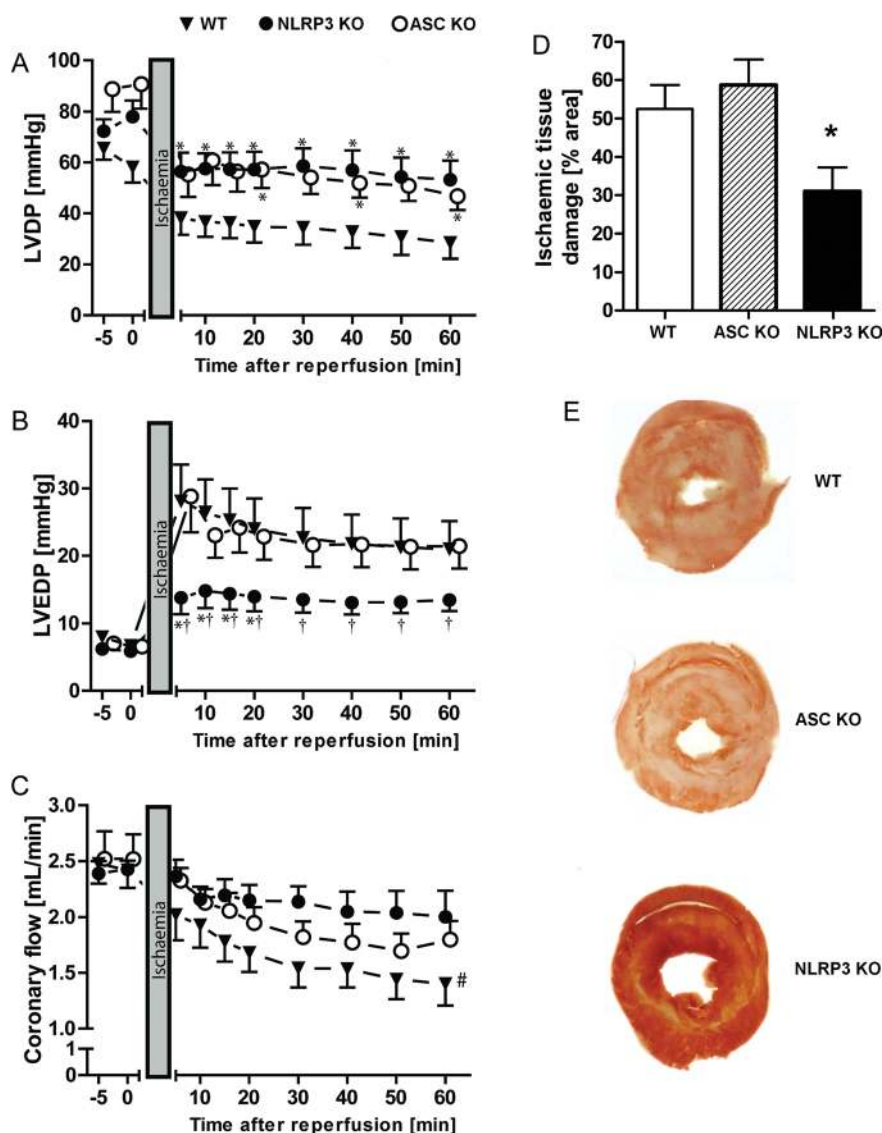 ▼ WT ● NLRP3 KO ○ ASC KO
A
LVDP [mmHg]
100
80
60
40
20
0
Ischaemia
* * * * * * * *
* * *
-5 0 10 20 30 40 50 60
Time after reperfusion [min]
B
LVEDP [mmHg]
40
30
20
10
0
Ischaemia
*† *† *† *† † † † †
-5 0 10 20 30 40 50 60
Time after reperfusion [min]
C
Coronary flow [mL/min]
3.0
2.5
2.0
1.5
1.0
1
0
Ischaemia
#
-5 0 10 20 30 40 50 60
Time after reperfusion [min]
D
Ischaemic tissue
damage [% area]
70
60
50
40
30
20
10
0
*
WT ASC KO NLRP3 KO
E
WT
ASC KO
NLRP3 KO